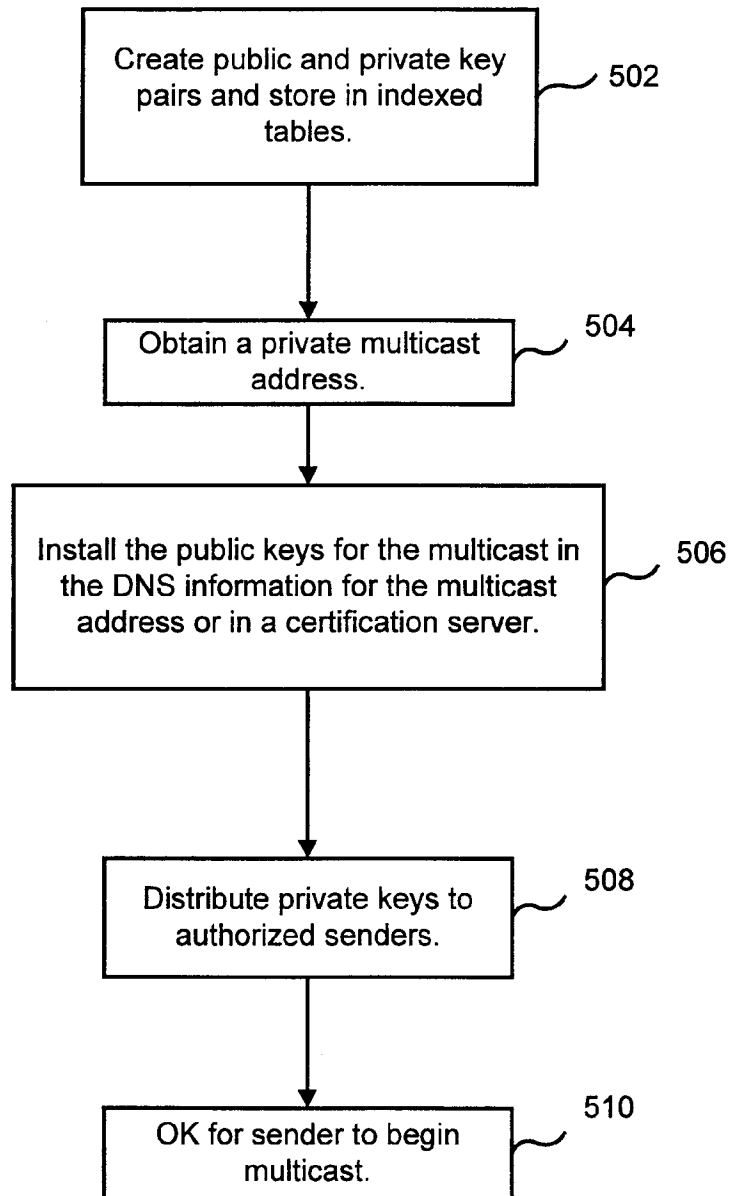 Create public and private key
pairs and store in indexed
tables.
502
Obtain a private multicast
address.
504
Install the public keys for the multicast in
the DNS information for the multicast
address or in a certification server.
506
Distribute private keys to
authorized senders.
508
OK for sender to begin
multicast.
510